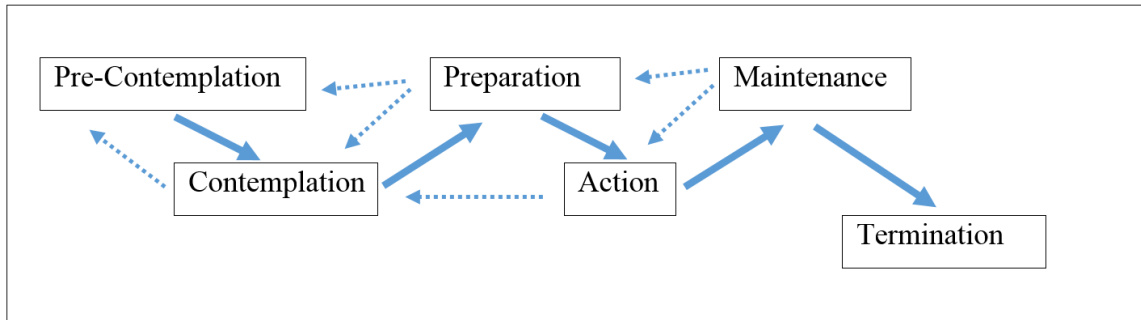 Pre-Contemplation
Preparation
Maintenance
Contemplation
Action
Termination